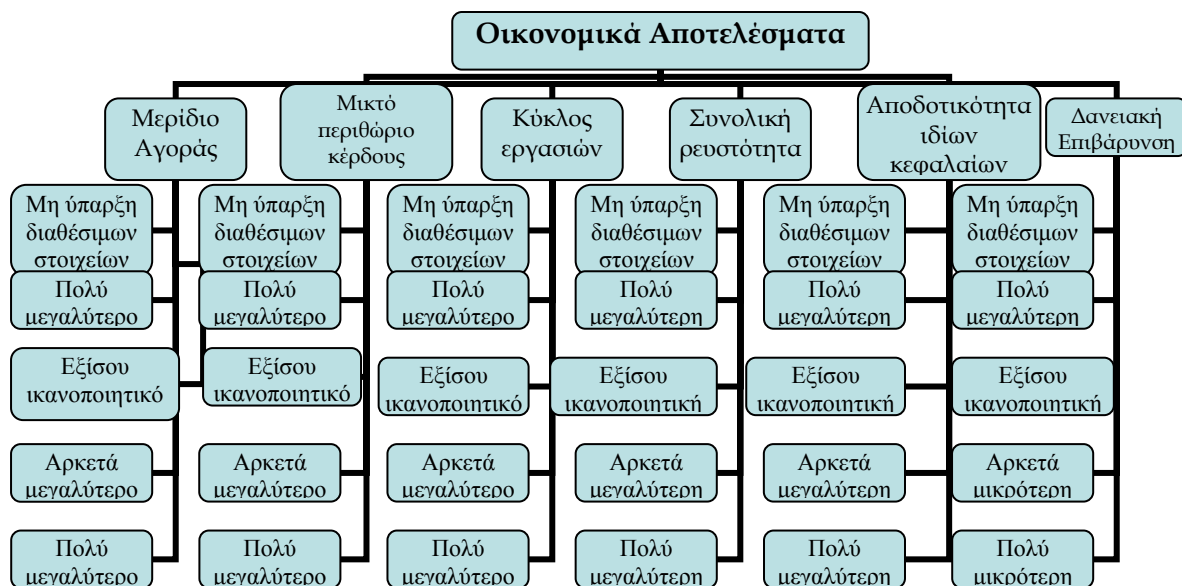 Οικονομικά Αποτελέσματα
Μερίδιο
Αγοράς
Μικτό
περιθώριο
κέρδους
Κύκλος
εργασιών
Συνολική
ρευστότητα
Αποδοτικότητα
ιδίων
κεφαλαίων
Δανειακή
Επιβάρυνση
Μη ύπαρξη
διαθέσιμων
στοιχείων
Μη ύπαρξη
διαθέσιμων
στοιχείων
Μη ύπαρξη
διαθέσιμων
στοιχείων
Μη ύπαρξη
διαθέσιμων
στοιχείων
Μη ύπαρξη
διαθέσιμων
στοιχείων
Μη ύπαρξη
διαθέσιμων
στοιχείων
Πολύ
μεγαλύτερο
Πολύ
μεγαλύτερο
Πολύ
μεγαλύτερο
Πολύ
μεγαλύτερη
Πολύ
μεγαλύτερη
Πολύ
μεγαλύτερη
Εξίσου
ικανοποιητικό
Εξίσου
ικανοποιητικό
Εξίσου
ικανοποιητικό
Εξίσου
ικανοποιητική
Εξίσου
ικανοποιητική
Εξίσου
ικανοποιητική
Αρκετά
μεγαλύτερο
Αρκετά
μεγαλύτερο
Αρκετά
μεγαλύτερο
Αρκετά
μεγαλύτερη
Αρκετά
μεγαλύτερη
Αρκετά
μικρότερη
Πολύ
μεγαλύτερο
Πολύ
μεγαλύτερο
Πολύ
μεγαλύτερο
Πολύ
μεγαλύτερη
Πολύ
μεγαλύτερη
Πολύ
μικρότερη